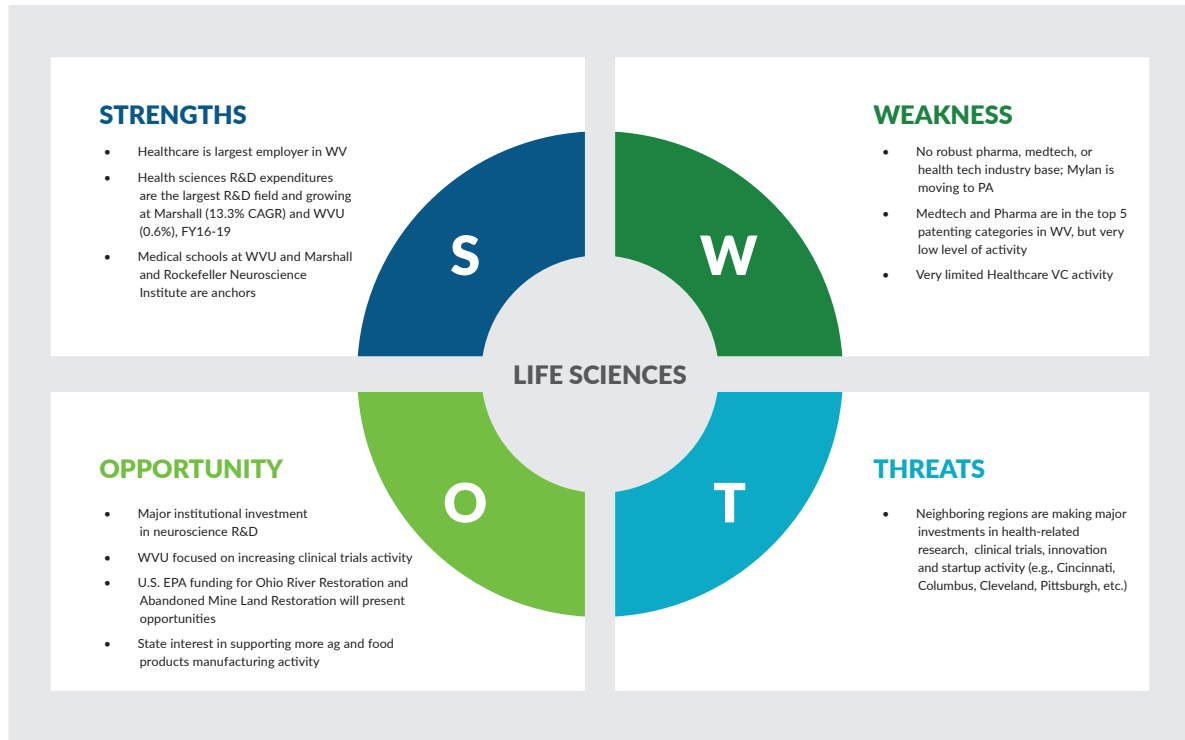 STRENGTHS
• Healthcare is largest employer in WV
• Health sciences R&D expenditures
are the largest R&D field and growing
at Marshall (13.3% CAGR) and WVU
(0.6%), FY16-19
• Medical schools at WVU and Marshall
and Rockefeller Neuroscience
Institute are anchors
S
WEAKNESS
• No robust pharma, medtech, or
health tech industry base; Mylan is
moving to PA
• Medtech and Pharma are in the top 5
patenting categories in WV, but very
low level of activity
• Very limited Healthcare VC activity
W
LIFE SCIENCES
OPPORTUNITY
• Major institutional investment
in neuroscience R&D
• WVU focused on increasing clinical trials activity
• U.S. EPA funding for Ohio River Restoration and
Abandoned Mine Land Restoration will present
opportunities
• State interest in supporting more ag and food
products manufacturing activity
O
THREATS
• Neighboring regions are making major
investments in health-related
research, clinical trials, innovation
and startup activity (e.g., Cincinnati,
Columbus, Cleveland, Pittsburgh, etc.)
T